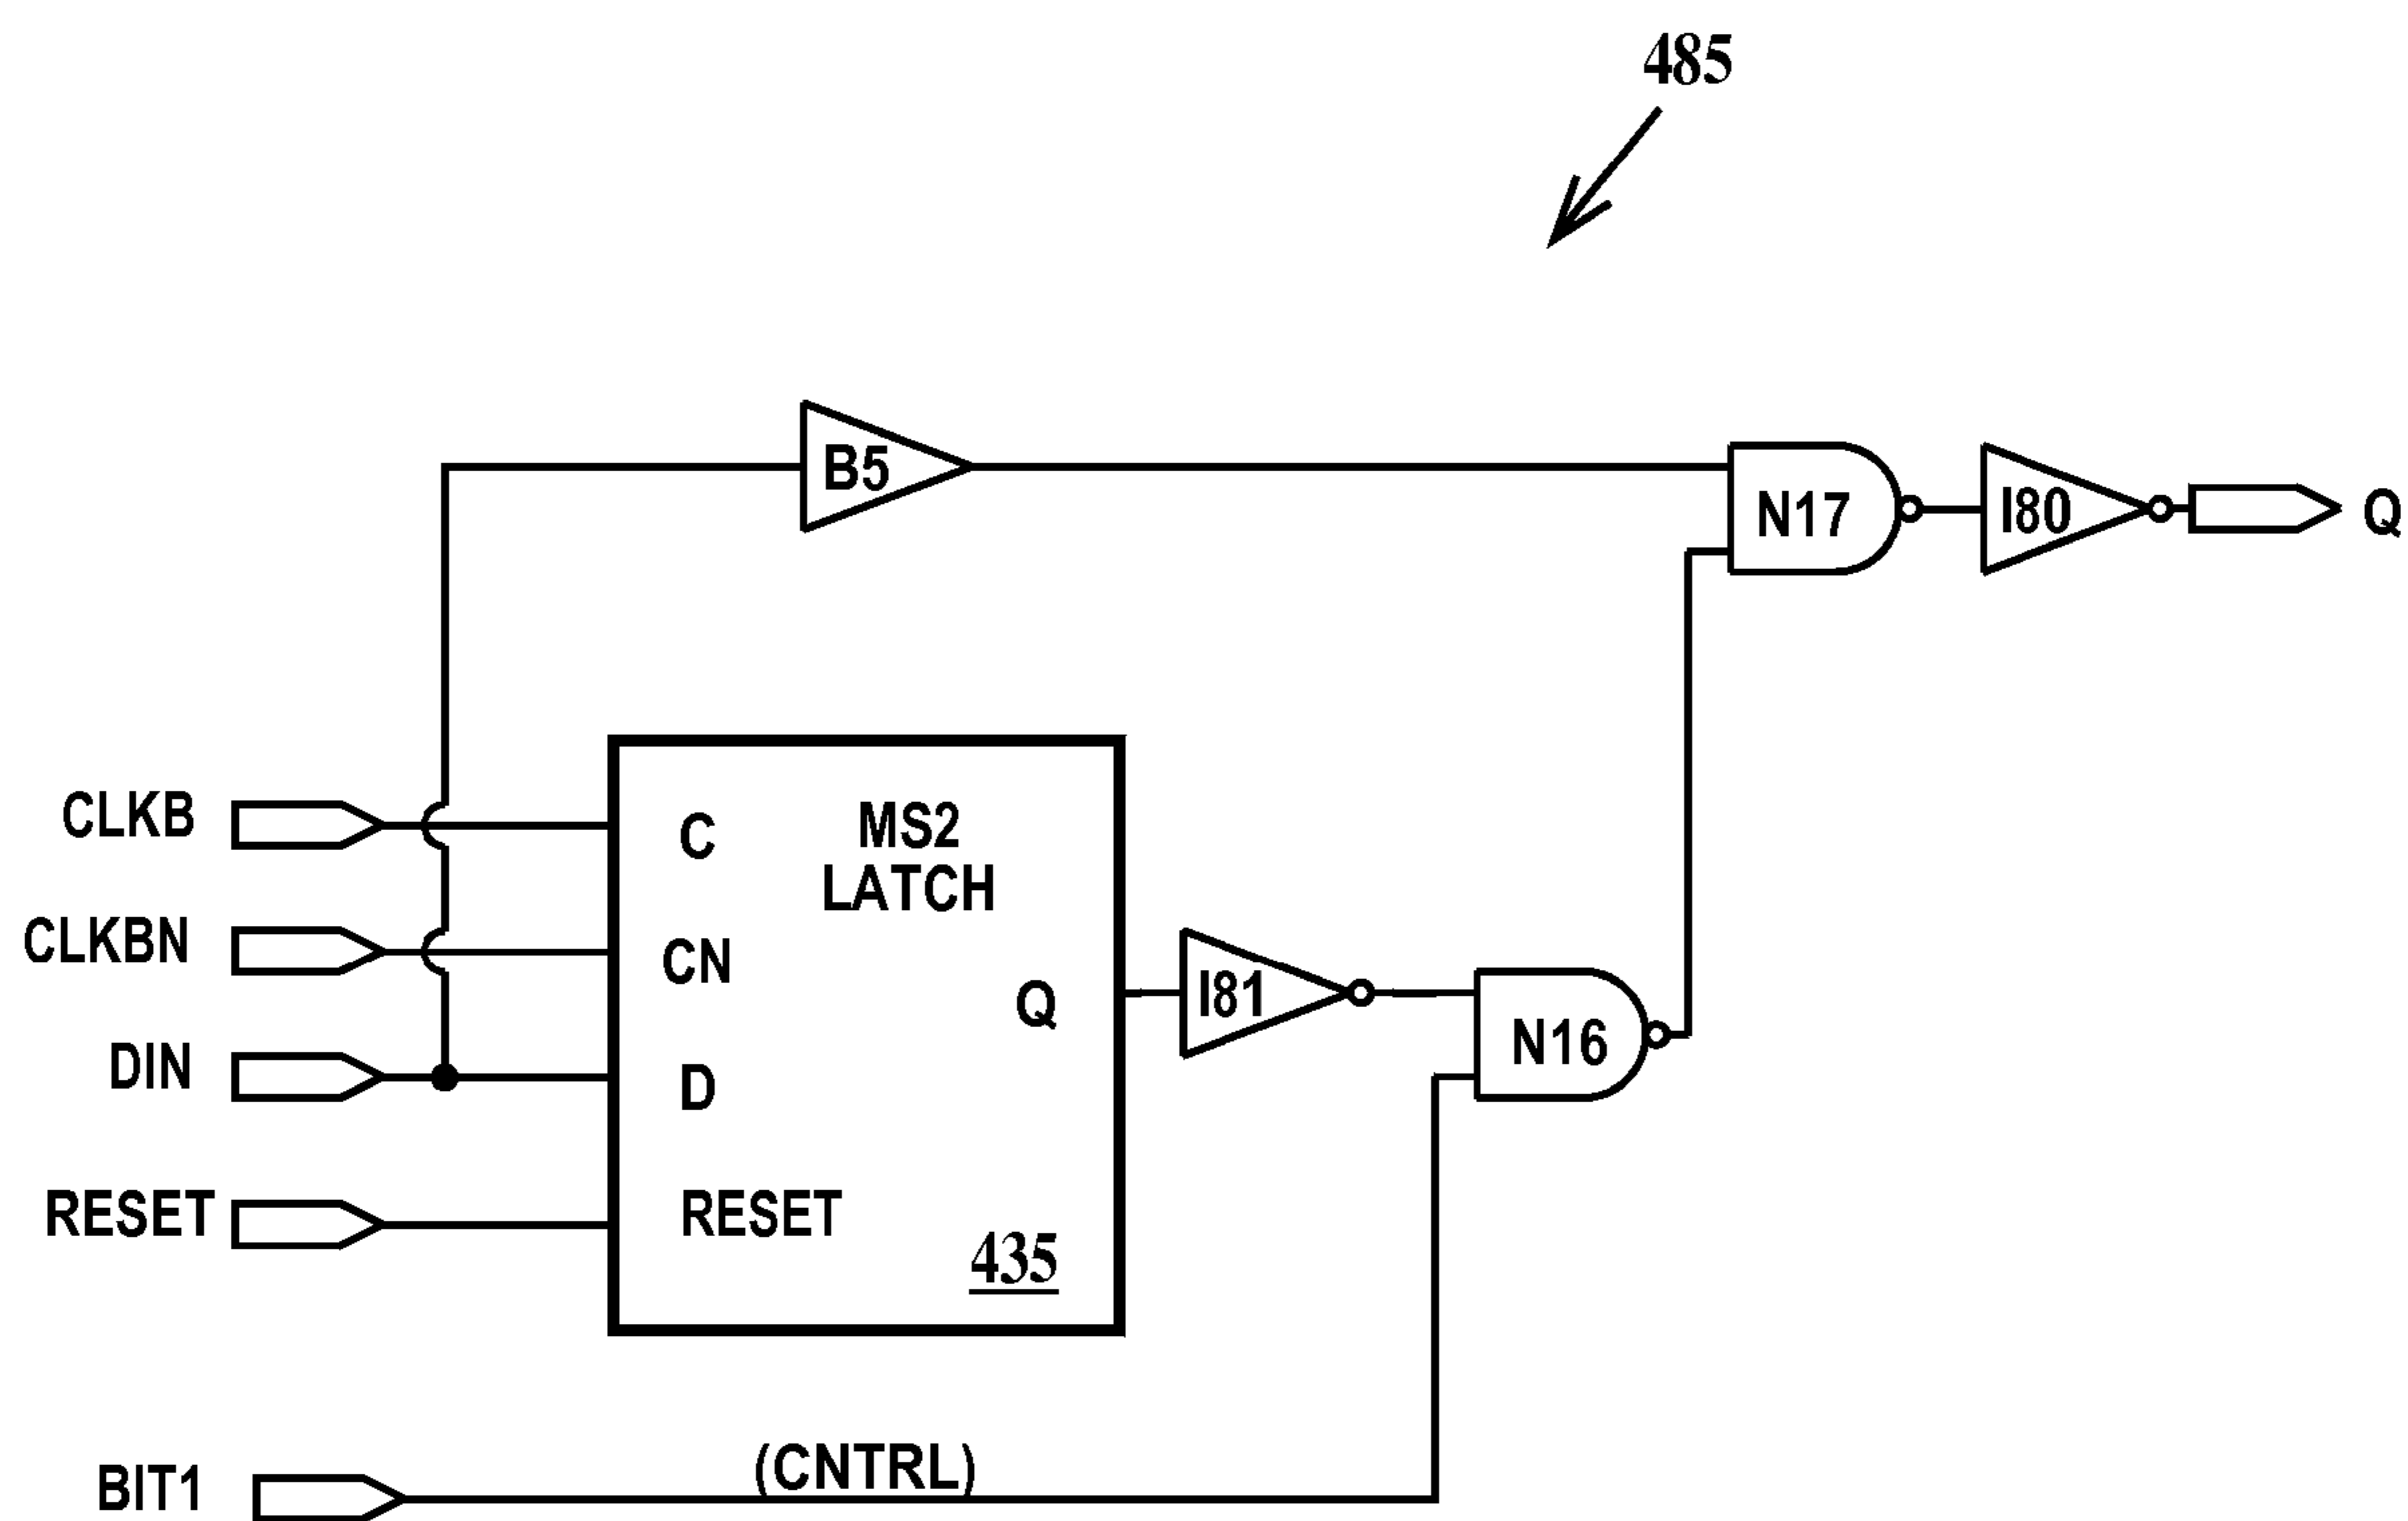 485
B5
N17
I80
Q
CLKB
C
MS2
LATCH
CLKBN
CN
Q
I81
N16
DIN
D
RESET
RESET
435
(CNTRL)
BIT1